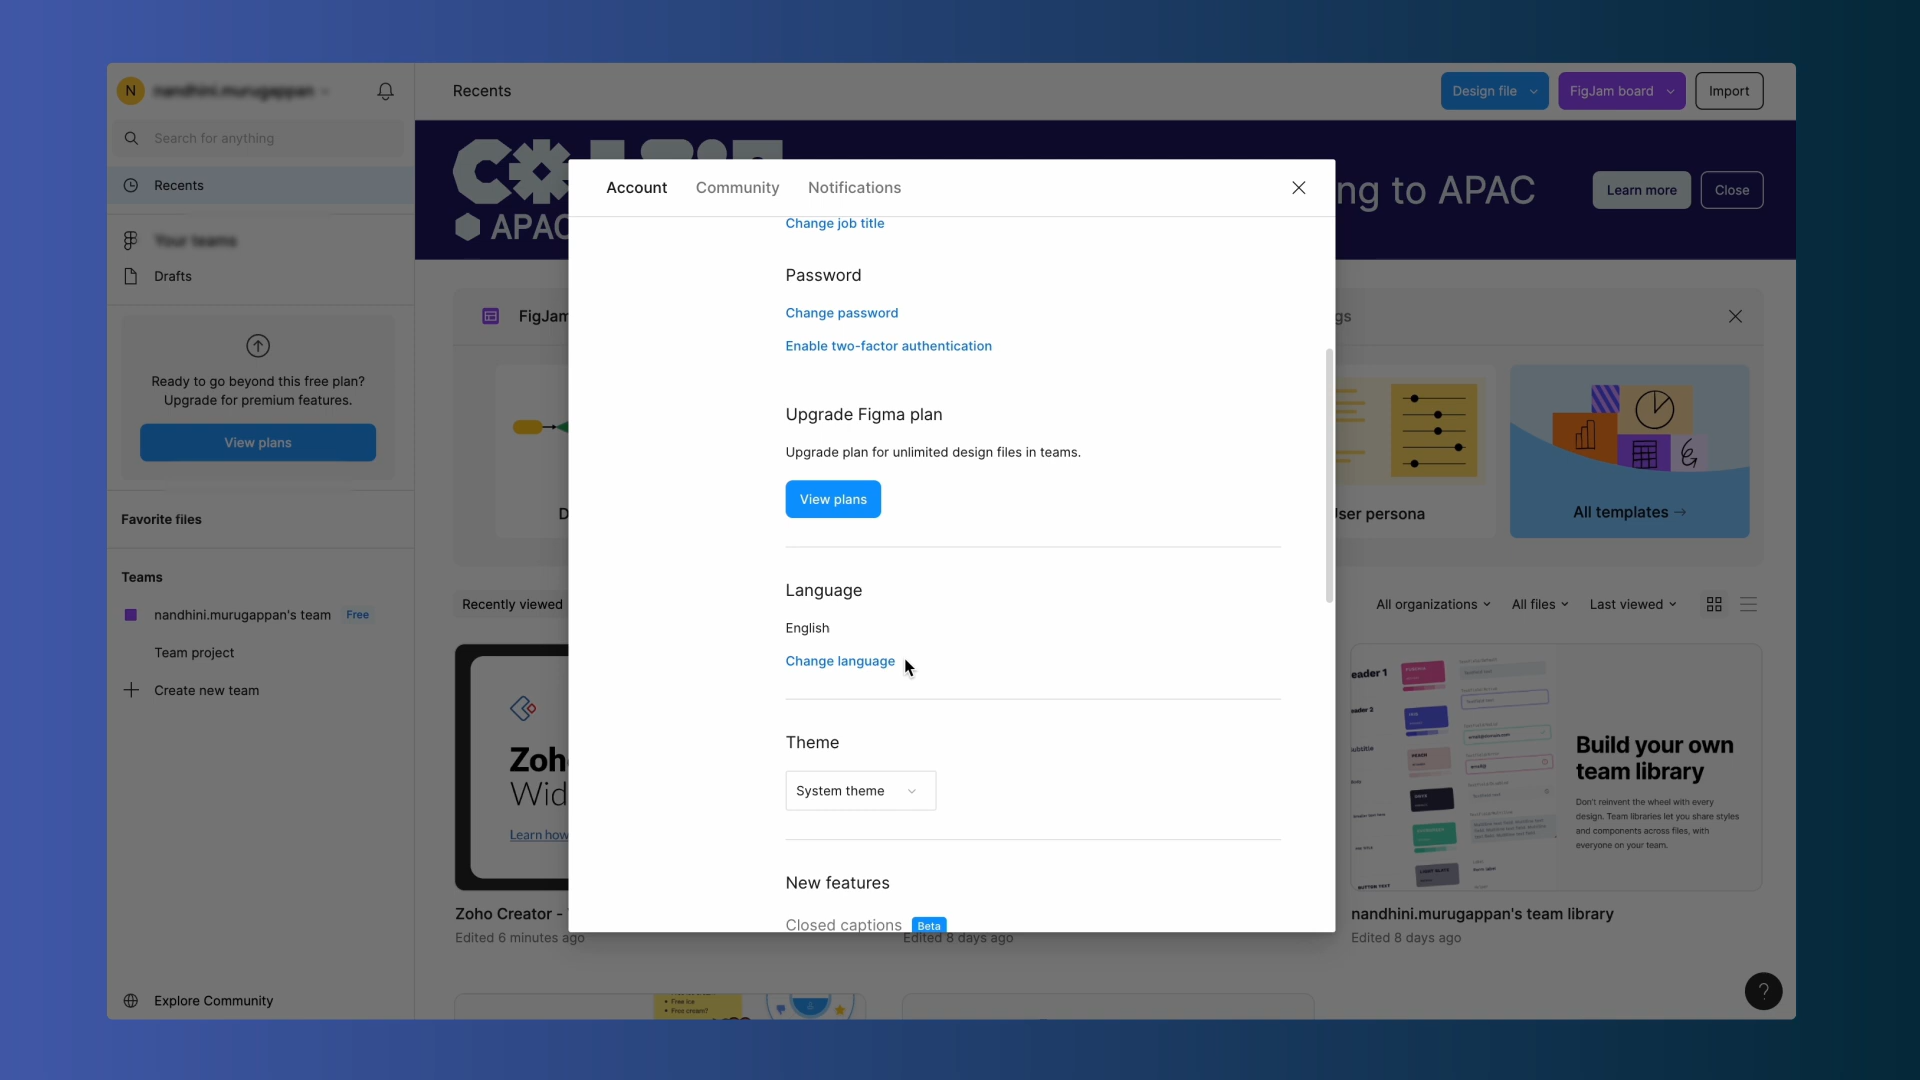 N
Recents
Design file
FigJam board
Import
Search for anything
Recents
Drafts
Ready to go beyond this free plan?
Upgrade for premium features.
View plans
Favorite files
Teams
nandhini.murugappan's team Free
Team project
Create new team
Explore Community
APAC
ng to APAC
Learn more
Close
FigJam
gs
All templates →
Recently viewed
All organizations
All files
Last viewed
Account
Community
Notifications
Change job title
Password
Change password
Enable two-factor authentication
Upgrade Figma plan
Upgrade plan for unlimited design files in teams.
View plans
Language
English
Change language
Theme
System theme
New features
Closed captions Beta
D
ser persona
Zoh
Wid
Learn how
Zoho Creator -
Edited 6 minutes ago
Edited 8 days ago
eader 1
Build your own
team library
Don't reinvent the wheel with every
design. Team libraries let you share styles
and components across files, with
everyone on your team.
nandhini.murugappan's team library
Edited 8 days ago
• Free ice
• Free cream?
?